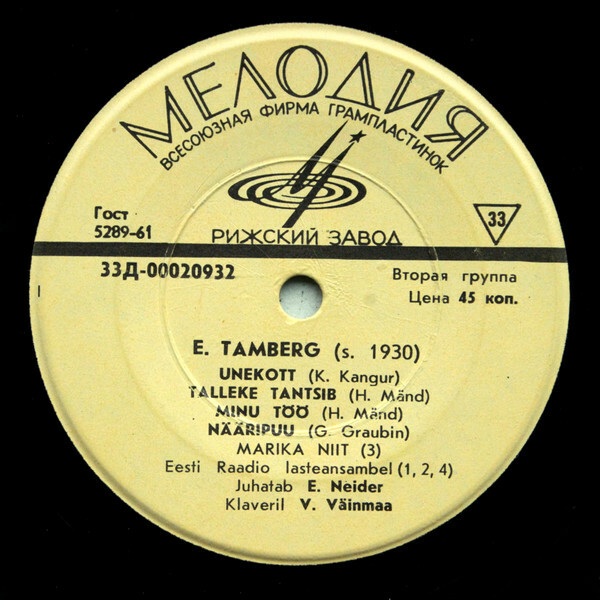 МЕЛОДИЯ
ВСЕСОЮЗНАЯ ФИРМА ГРАМПЛАСТИНОК
Гост
5289-61
33
РИЖСКИЙ ЗАВОД
33Д-00020932
Вторая группа
Цена 45 коп.
E. TAMBERG (s. 1930)
UNEKOTT (K. Kangur)
TALLEKE TANTSIB (H. Mänd)
MINU TÖÖ (H. Mänd)
NÄÄRIPUU (G. Graubin)
MARIKA NIIT (3)
Eesti Raadio lasteansambel (1, 2, 4)
Juhatab E. Neider
Klaveril V. Väinmaa